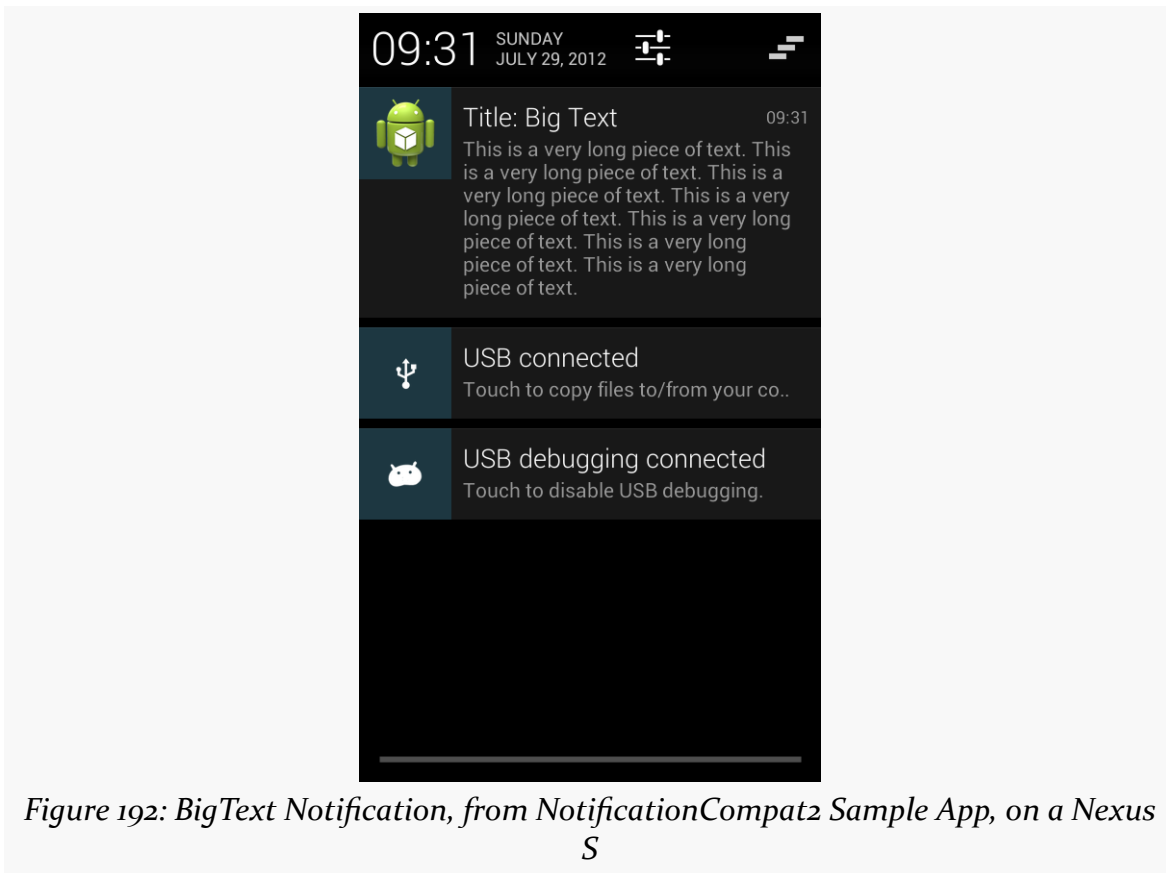 09:31
SUNDAY
JULY 29, 2012
Title: Big Text
09:31
This is a very long piece of text. This
is a very long piece of text. This is a
very long piece of text. This is a very
long piece of text. This is a very long
piece of text. This is a very long
piece of text. This is a very long
piece of text.
USB connected
Touch to copy files to/from your co..
USB debugging connected
Touch to disable USB debugging.
Figure 192: BigText Notification, from NotificationCompat2 Sample App, on a Nexus
S